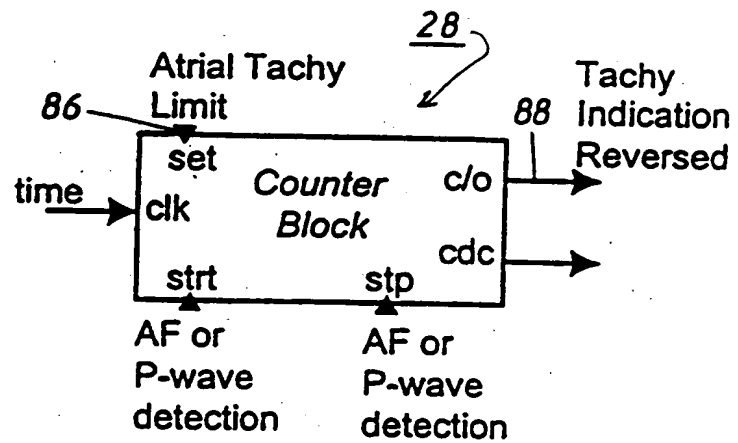 28
Atrial Tachy
Limit
86
88
Tachy
Indication
Reversed
set
time
clk
Counter
Block
c/o
cdc
strt
stp
AF or
P-wave
detection
AF or
P-wave
detection